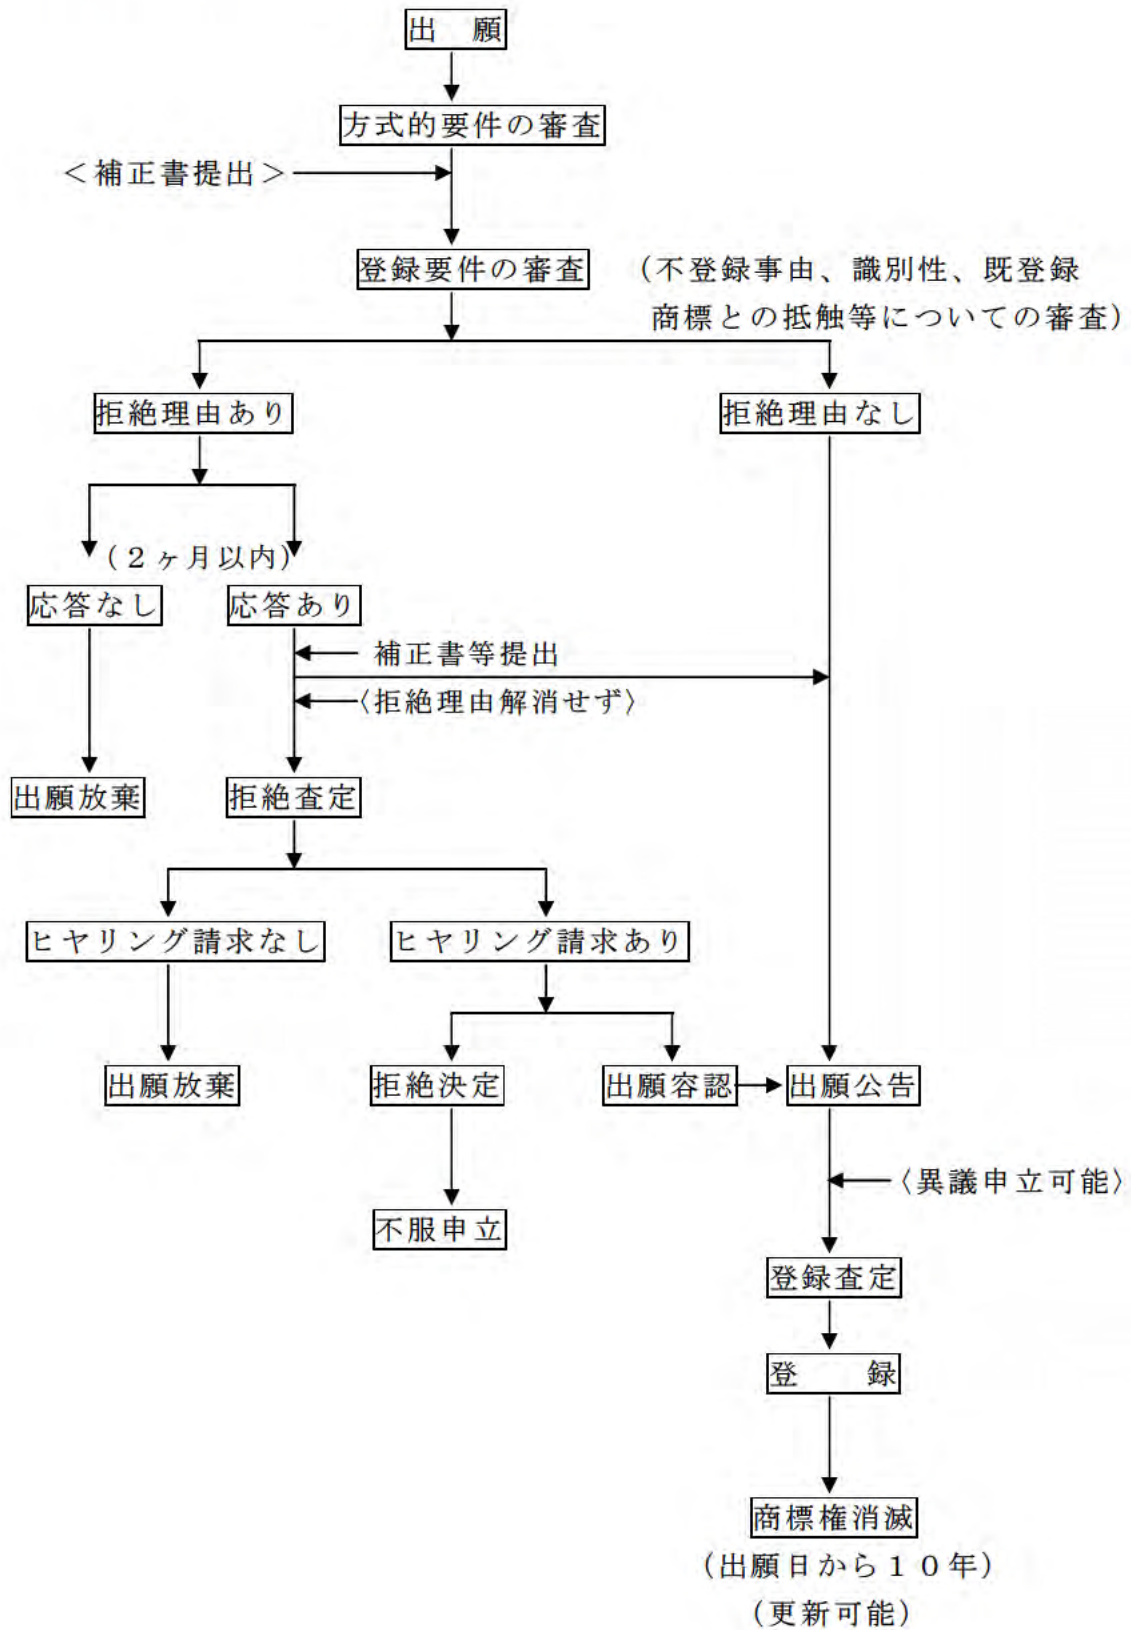 出　願
方式的要件の審査
＜補正書提出＞
登録要件の審査
（不登録事由、識別性、既登録
商標との抵触等についての審査）
拒絶理由あり
拒絶理由なし
（２ヶ月以内）
応答なし
応答あり
補正書等提出
〈拒絶理由解消せず〉
出願放棄
拒絶査定
ヒヤリング請求なし
ヒヤリング請求あり
出願放棄
拒絶決定
出願容認
出願公告
〈異議申立可能〉
不服申立
登録査定
登　　録
商標権消滅
（出願日から１０年）
（更新可能）